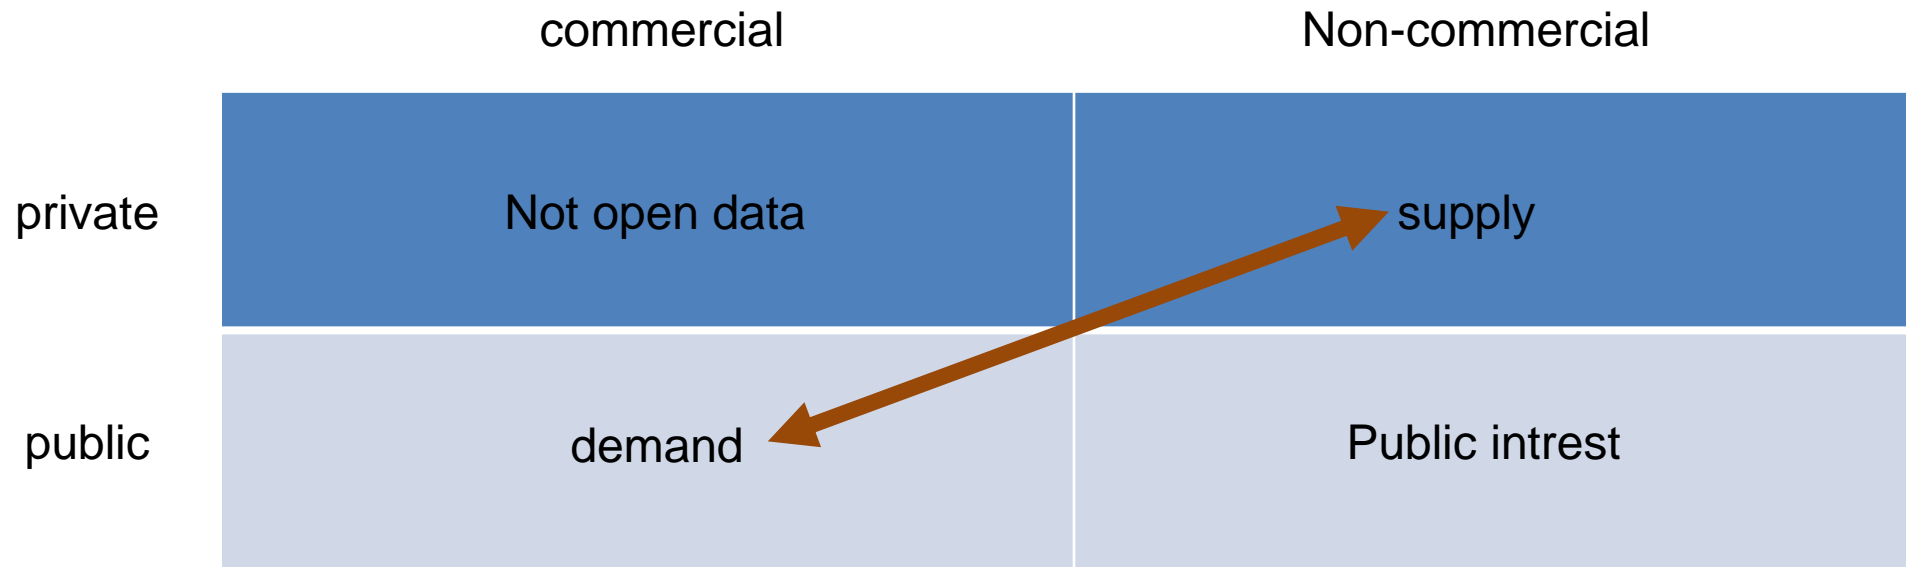 commercial
Non-commercial
private
Not open data
supply
public
demand
Public intrest